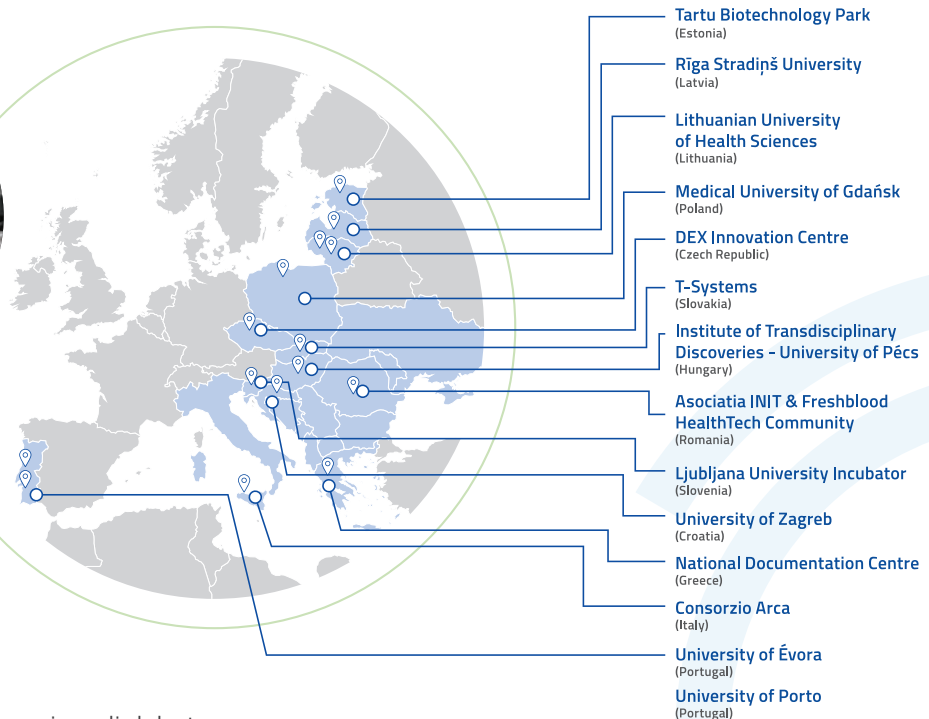 Tartu Biotechnology Park
(Estonia)
Rīga Stradiņš University
(Latvia)
Lithuanian University
of Health Sciences
(Lithuania)
Medical University of Gdańsk
(Poland)
DEX Innovation Centre
(Czech Republic)
T-Systems
(Slovakia)
Institute of Transdisciplinary
Discoveries – University of Pécs
(Hungary)
Asociatia INIT & Freshblood
HealthTech Community
(Romania)
Ljubljana University Incubator
(Slovenia)
University of Zagreb
(Croatia)
National Documentation Centre
(Greece)
Consorzio Arca
(Italy)
University of Évora
(Portugal)
University of Porto
(Portugal)